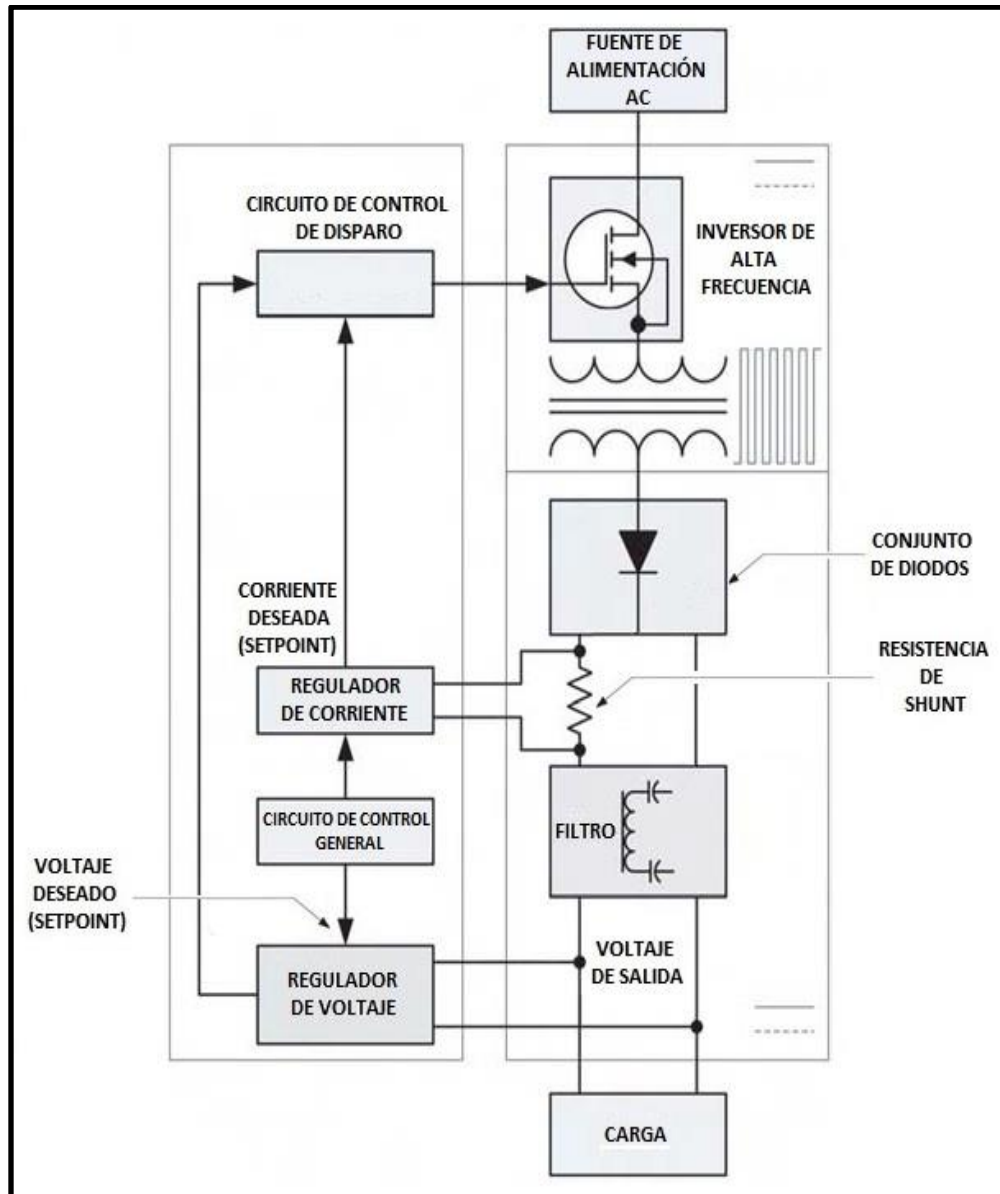 FUENTE DE
ALIMENTACIÓN
AC
CIRCUITO DE CONTROL
DE DISPARO
INVERSOR DE
ALTA
FRECUENCIA
CONJUNTO
DE DIODOS
CORRIENTE
DESEADA
(SETPOINT)
RESISTENCIA
DE
SHUNT
REGULADOR
DE CORRIENTE
CIRCUITO DE CONTROL
GENERAL
FILTRO
VOLTAJE
DESEADO
(SETPOINT)
VOLTAJE
DE SALIDA
REGULADOR
DE VOLTAJE
CARGA